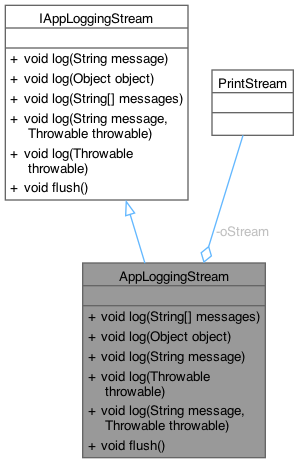 IAppLoggingStream
+ void log(String message)
+ void log(Object object)
+ void log(String[] messages)
+ void log(String message,
Throwable throwable)
+ void log(Throwable
throwable)
+ void flush()
PrintStream
-oStream
AppLoggingStream
+ void log(String[] messages)
+ void log(Object object)
+ void log(String message)
+ void log(Throwable
throwable)
+ void log(String message,
Throwable throwable)
+ void flush()